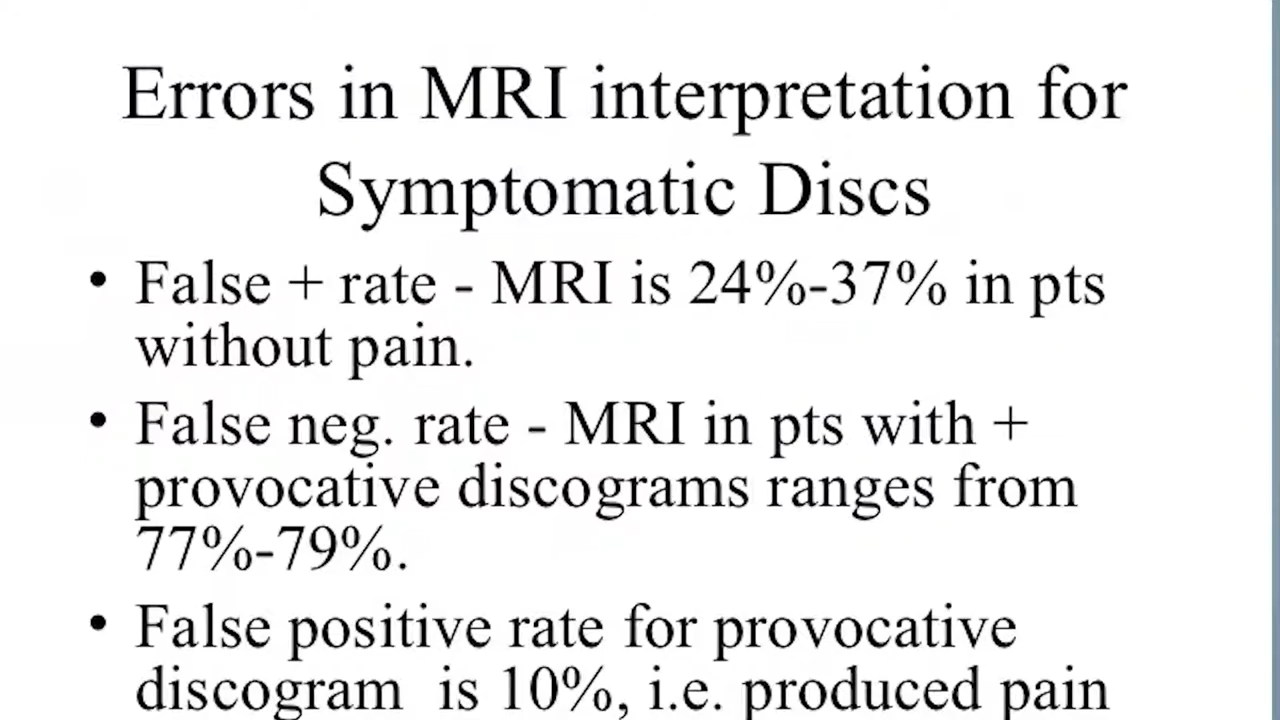 Errors in MRI interpretation for
Symptomatic Discs
• False + rate - MRI is 24%-37% in pts
without pain.
• False neg. rate - MRI in pts with +
provocative discograms ranges from
77%-79%.
• False positive rate for provocative
discogram  is 10%, i.e. produced pain